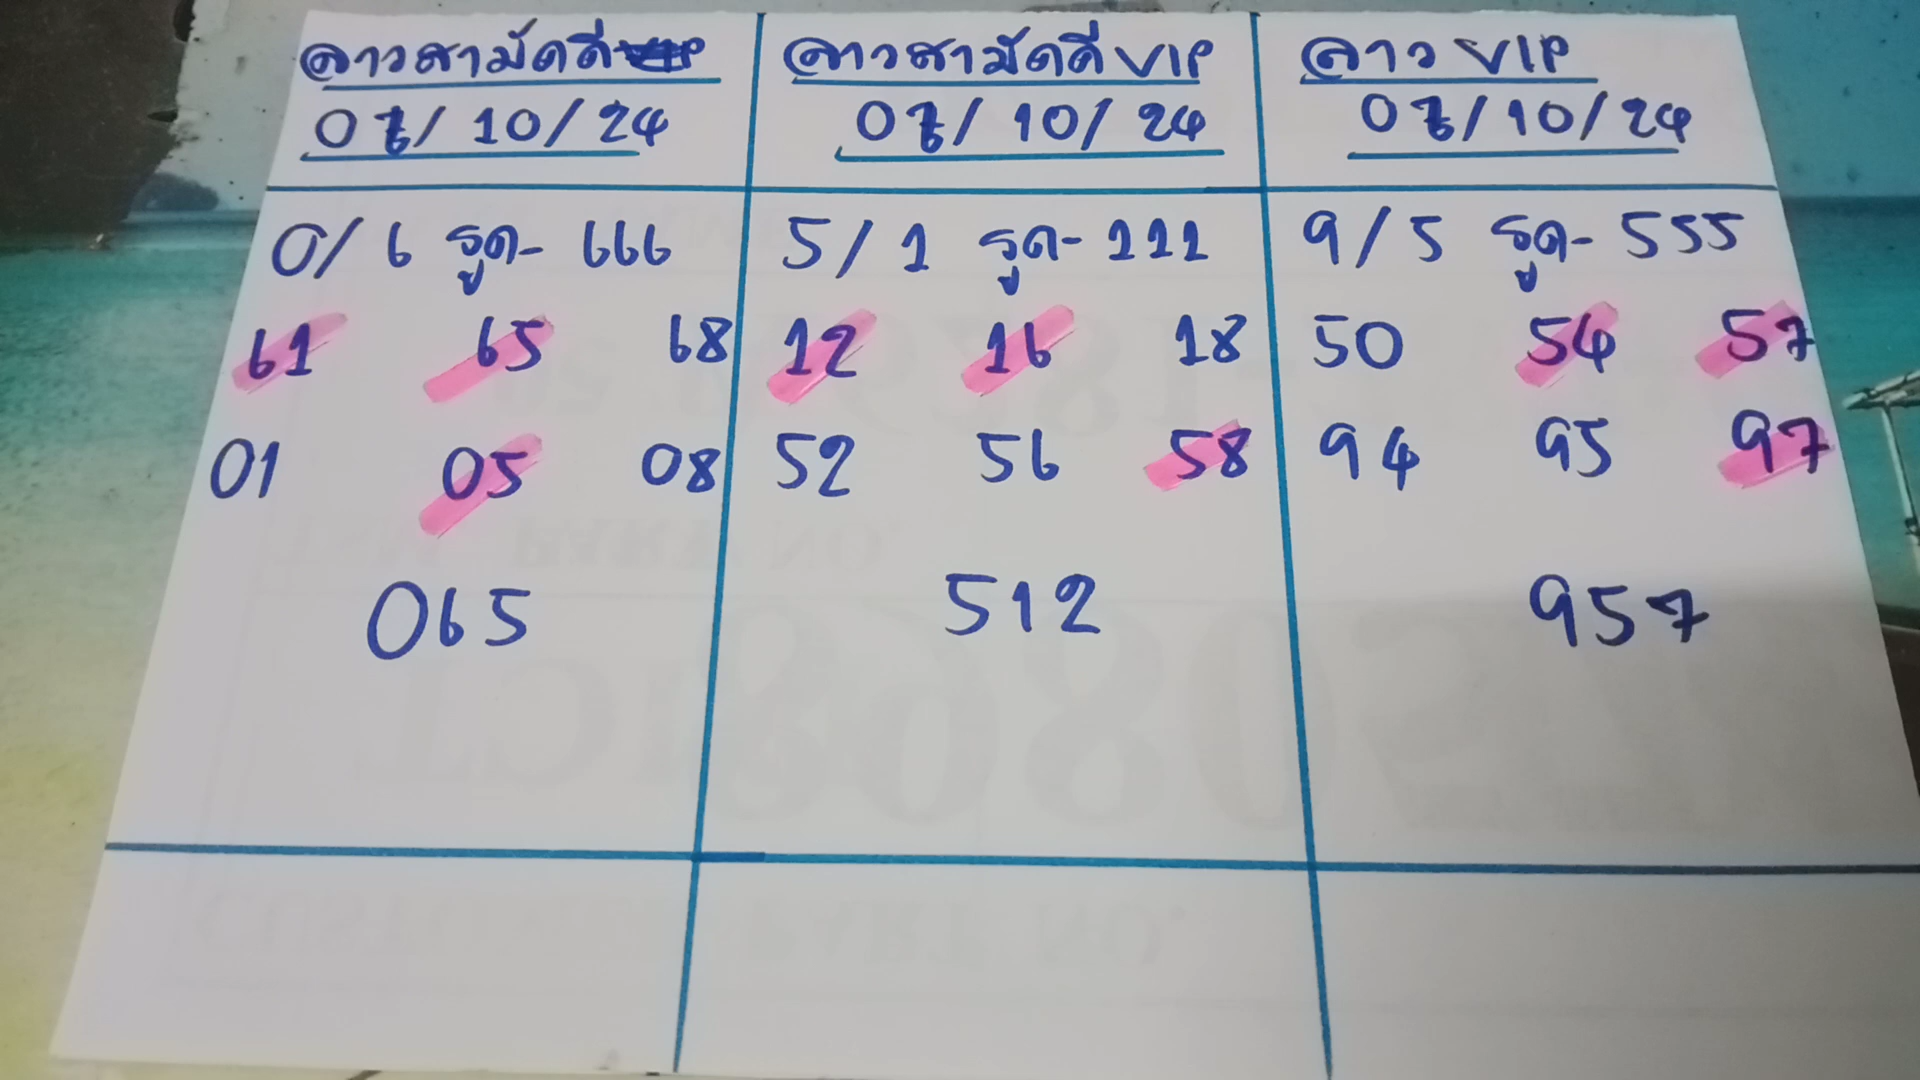 ลาวสามัคคี
07/10/24
0/6 รูด- 666
61 65 68
01 05 08
065
ลาวสามัคคี VIP
07/10/24
5/1 รูด- 111
12 16 18
52 56 58
512
ลาว VIP
07/10/24
9/5 รูด- 555
50 54 57
94 95 97
957